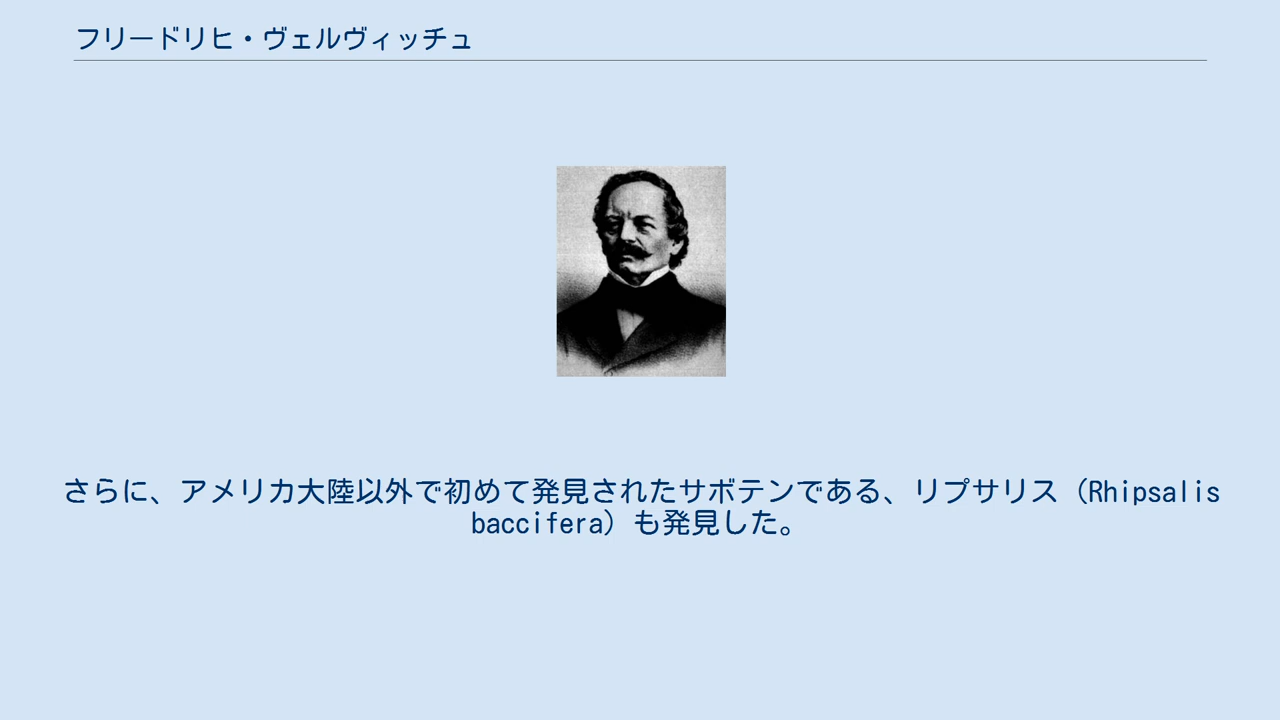 フリードリヒ・ヴェルヴィッチュ
さらに、アメリカ大陸以外で初めて発見されたサボテンである、リプサリス（Rhipsalis
baccifera）も発見した。